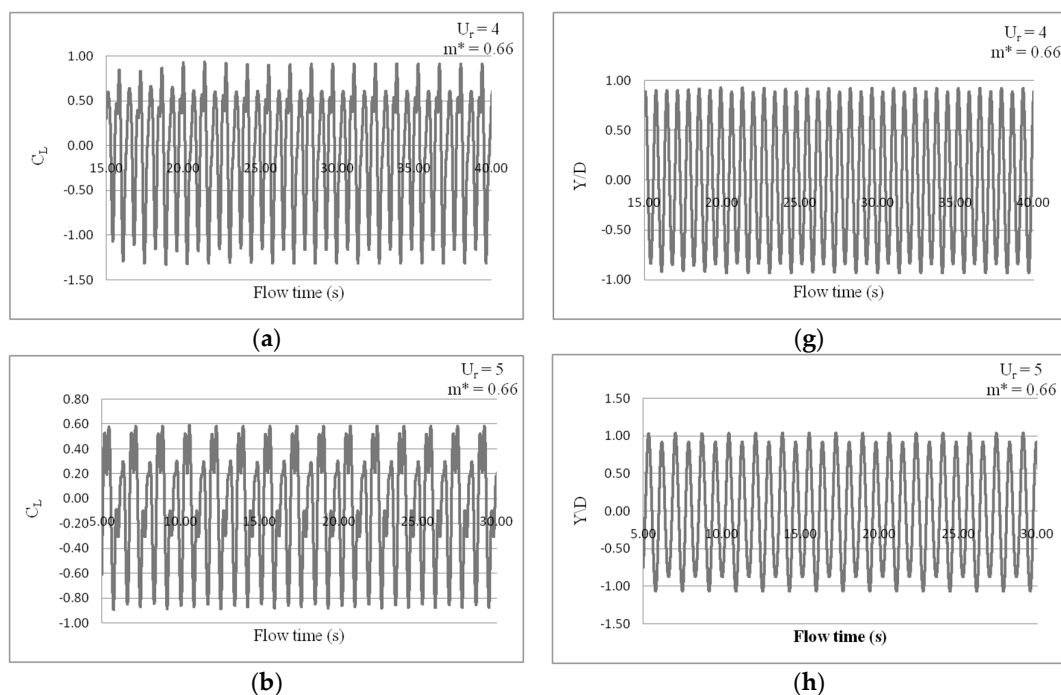 U_r = 4
m* = 0.66
1.00
0.50
0.00
-0.50
-1.00
-1.50
15.00 20.00 25.00 30.00 35.00 40.00
C_L
Flow time (s)
(a)
U_r = 4
m* = 0.66
1.00
0.50
0.00
-0.50
-1.00
15.00 20.00 25.00 30.00 35.00 40.00
Y/D
Flow time (s)
(g)
U_r = 5
m* = 0.66
0.80
0.60
0.40
0.20
0.00
-0.20
-0.40
-0.60
-0.80
-1.00
5.00 10.00 15.00 20.00 25.00 30.00
C_L
Flow time (s)
(b)
U_r = 5
m* = 0.66
1.50
1.00
0.50
0.00
-0.50
-1.00
-1.50
5.00 10.00 15.00 20.00 25.00 30.00
Y\D
Flow time (s)
(h)